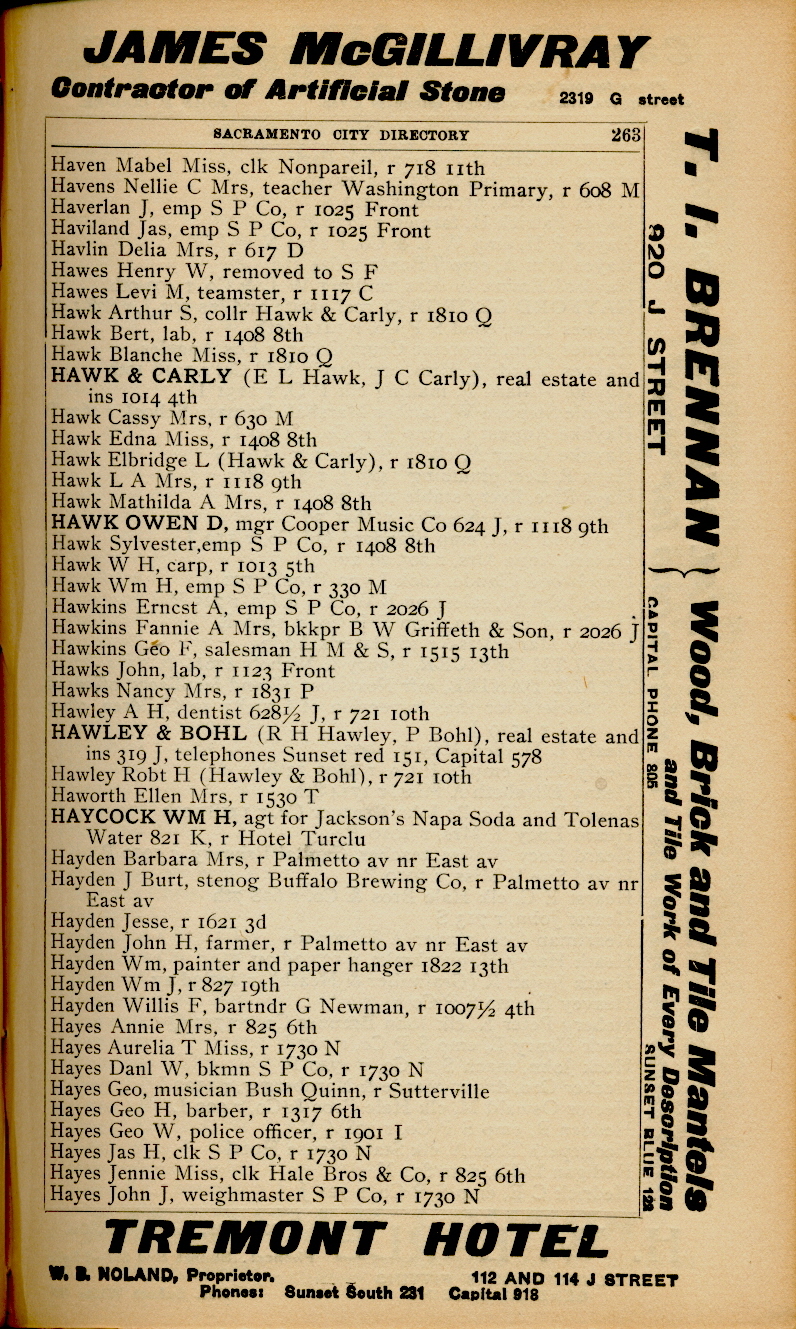 JAMES McGILLIVRAY
Contractor of Artificial Stone 2319 G street
SACRAMENTO CITY DIRECTORY 263
Haven Mabel Miss, clk Nonpareil, r 718 11th
Havens Nellie C Mrs, teacher Washington Primary, r 608 M
Haverlan J, emp S P Co, r 1025 Front
Haviland Jas, emp S P Co, r 1025 Front
Havlin Delia Mrs, r 617 D
Hawes Henry W, removed to S F
Hawes Levi M, teamster, r 1117 C
Hawk Arthur S, collr Hawk & Carly, r 1810 Q
Hawk Bert, lab, r 1408 8th
Hawk Blanche Miss, r 1810 Q
HAWK & CARLY (E L Hawk, J C Carly), real estate and
ins 1014 4th
Hawk Cassy Mrs, r 630 M
Hawk Edna Miss, r 1408 8th
Hawk Elbridge L (Hawk & Carly), r 1810 Q
Hawk L A Mrs, r 1118 9th
Hawk Mathilda A Mrs, r 1408 8th
HAWK OWEN D, mgr Cooper Music Co 624 J, r 1118 9th
Hawk Sylvester,emp S P Co, r 1408 8th
Hawk W H, carp, r 1013 5th
Hawk Wm H, emp S P Co, r 330 M
Hawkins Ernest A, emp S P Co, r 2026 J
Hawkins Fannie A Mrs, bkkpr B W Griffeth & Son, r 2026 J
Hawkins Geo F, salesman H M & S, r 1515 13th
Hawks John, lab, r 1123 Front
Hawks Nancy Mrs, r 1831 P
Hawley A H, dentist 628½ J, r 721 10th
HAWLEY & BOHL (R H Hawley, P Bohl), real estate and
ins 319 J, telephones Sunset red 151, Capital 578
Hawley Robt H (Hawley & Bohl), r 721 10th
Haworth Ellen Mrs, r 1530 T
HAYCOCK WM H, agt for Jackson's Napa Soda and Tolenas
Water 821 K, r Hotel Turclu
Hayden Barbara Mrs, r Palmetto av nr East av
Hayden J Burt, stenog Buffalo Brewing Co, r Palmetto av nr
East av
Hayden Jesse, r 1621 3d
Hayden John H, farmer, r Palmetto av nr East av
Hayden Wm, painter and paper hanger 1822 13th
Hayden Wm J, r 827 19th
Hayden Willis F, bartndr G Newman, r 1007½ 4th
Hayes Annie Mrs, r 825 6th
Hayes Aurelia T Miss, r 1730 N
Hayes Danl W, bkmn S P Co, r 1730 N
Hayes Geo, musician Bush Quinn, r Sutterville
Hayes Geo H, barber, r 1317 6th
Hayes Geo W, police officer, r 1901 I
Hayes Jas H, clk S P Co, r 1730 N
Hayes Jennie Miss, clk Hale Bros & Co, r 825 6th
Hayes John J, weighmaster S P Co, r 1730 N
T. I. BRENNAN } Wood, Brick and Tile Mantels
and Tile Work of Every Description
920 J STREET CAPITAL PHONE 805 SUNSET BLUE 122
TREMONT HOTEL
W. B. NOLAND, Proprietor. 112 AND 114 J STREET
Phones: Sunset South 231 Capital 918